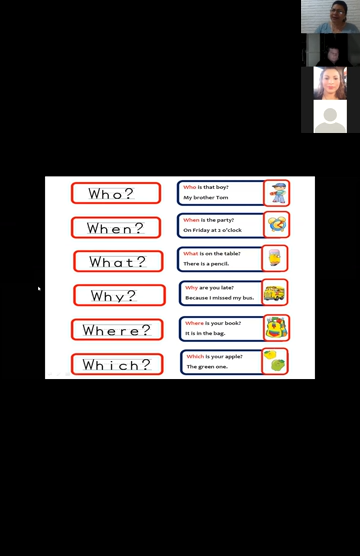 Who?
Who is that boy?
My brother Tom
When?
When is the party?
On Friday at 2 o'clock
What?
What is on the table?
There is a pencil.
Why?
Why are you late?
Because I missed my bus.
Where?
Where is your book?
It is in the bag.
Which?
Which is your apple?
The green one.